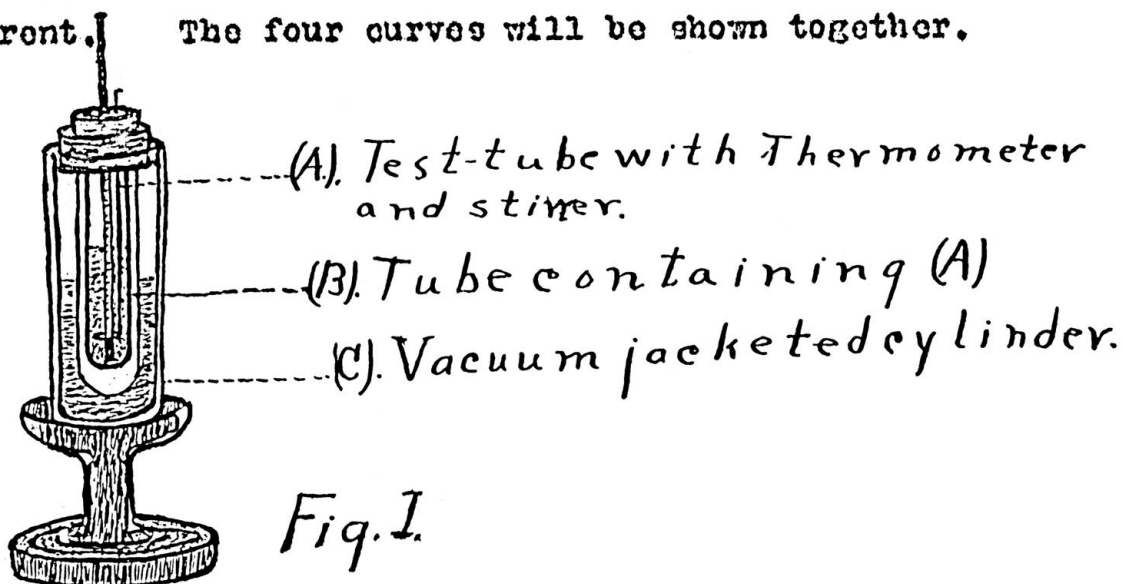 rent. The four curves will be shown together.
(A). Test-tube with Thermometer
and stirrer.
(B). Tube containing (A)
(C). Vacuum jacketed cylinder.
Fig. I.